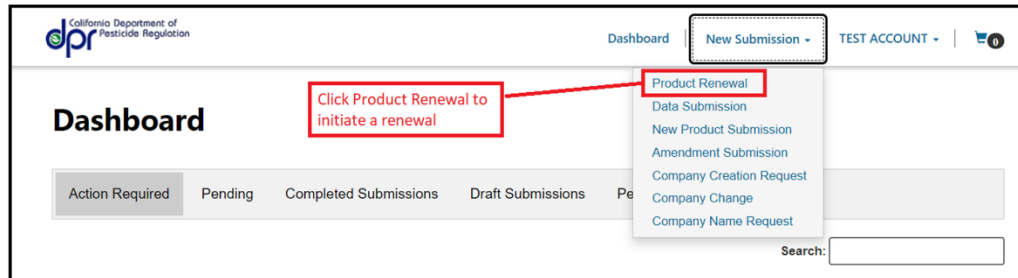 California Department of
Pesticide Regulation
dpr
Dashboard
New Submission
TEST ACCOUNT
0
Product Renewal
Data Submission
New Product Submission
Amendment Submission
Company Creation Request
Company Change
Company Name Request
Click Product Renewal to
initiate a renewal
Dashboard
Action Required
Pending
Completed Submissions
Draft Submissions
Pe
Search: